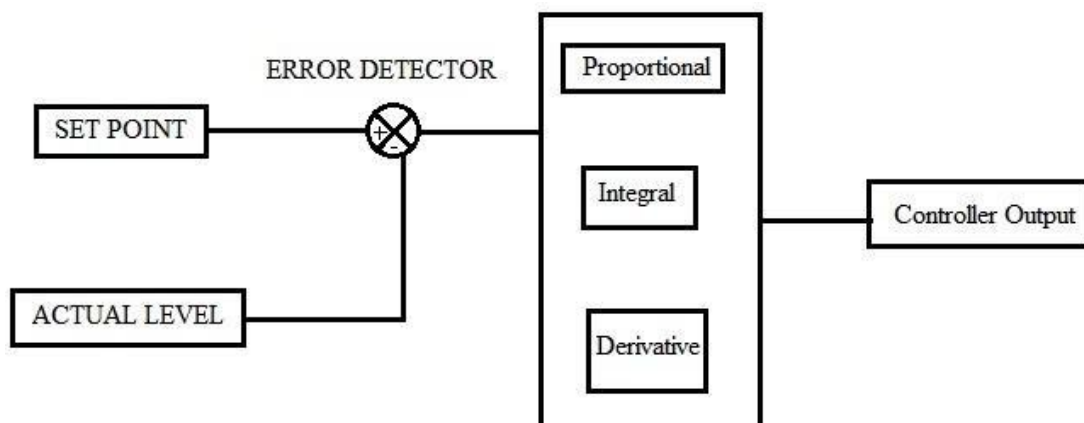 ERROR DETECTOR
SET POINT
+
-
ACTUAL LEVEL
Proportional
Integral
Derivative
Controller Output